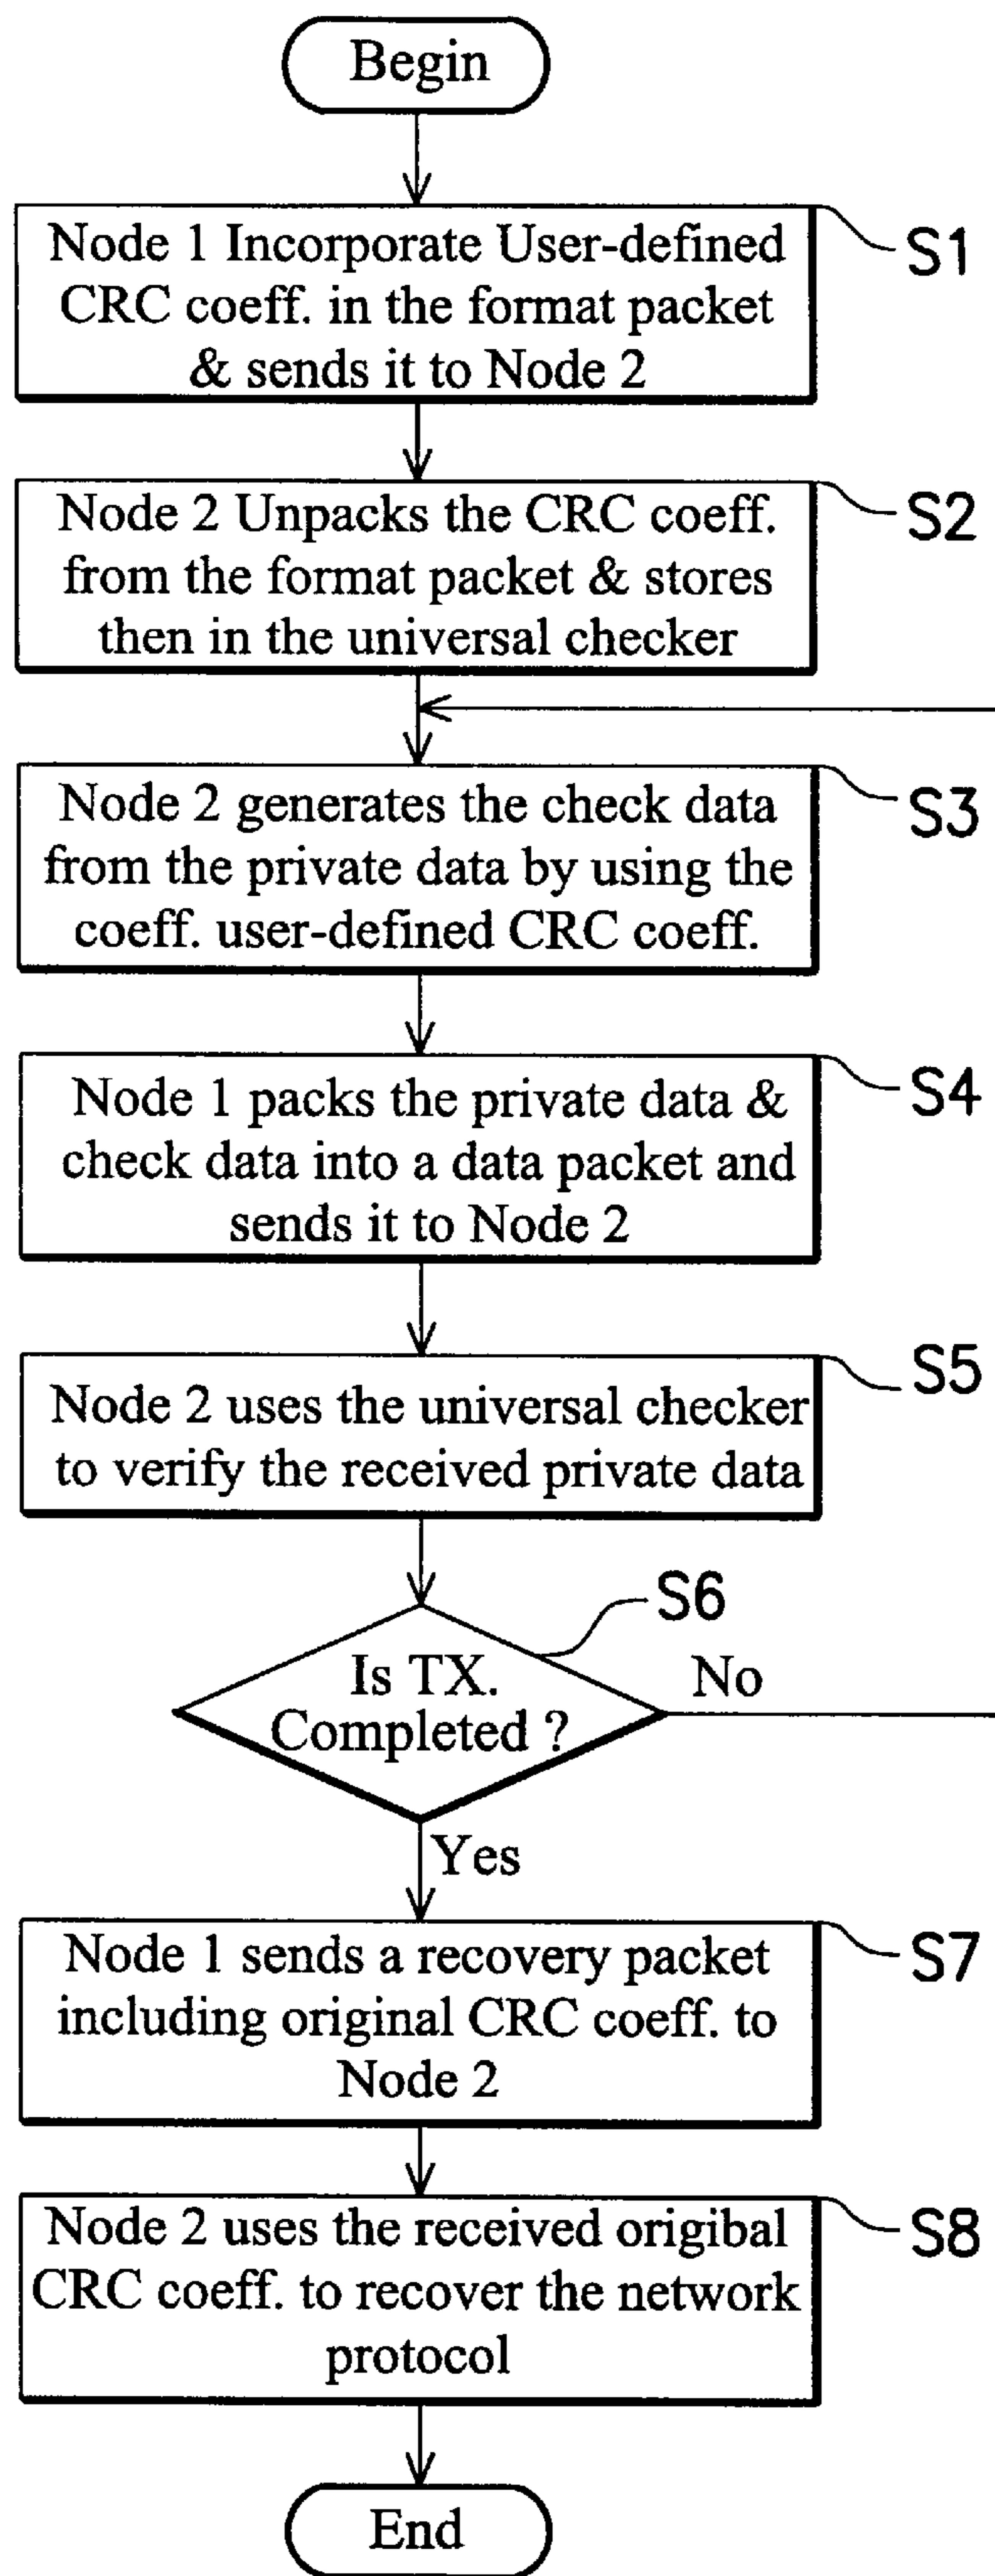 Begin
Node 1 Incorporate User-defined
CRC coeff. in the format packet
& sends it to Node 2
S1
Node 2 Unpacks the CRC coeff.
from the format packet & stores
then in the universal checker
S2
Node 2 generates the check data
from the private data by using the
coeff. user-defined CRC coeff.
S3
Node 1 packs the private data &
check data into a data packet and
sends it to Node 2
S4
Node 2 uses the universal checker
to verify the received private data
S5
Is TX.
Completed ?
S6
No
Yes
Node 1 sends a recovery packet
including original CRC coeff. to
Node 2
S7
Node 2 uses the received origibal
CRC coeff. to recover the network
protocol
S8
End